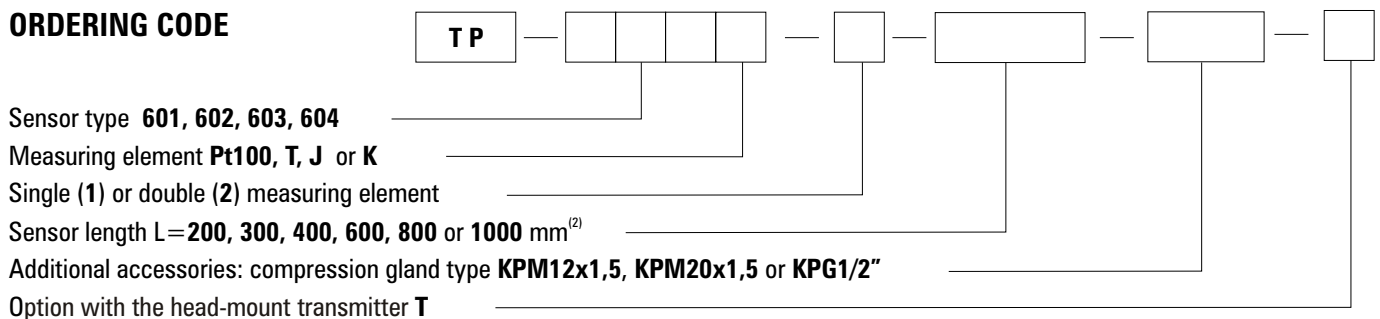 ORDERING CODE
T P
Sensor type 601, 602, 603, 604
Measuring element Pt100, T, J or K
Single (1) or double (2) measuring element
Sensor length L=200, 300, 400, 600, 800 or 1000 mm(2)
Additional accessories: compression gland type KPM12x1,5, KPM20x1,5 or KPG1/2”
Option with the head-mount transmitter T